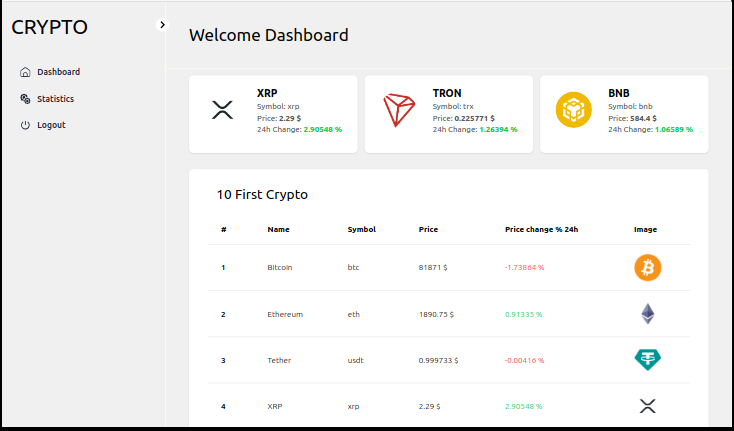 CRYPTO
Dashboard
Statistics
Logout
Welcome Dashboard
XRP
Symbol: xrp
Price: 2.29 $
24h Change: 2.90548 %
TRON
Symbol: trx
Price: 0.225771 $
24h Change: 1.26394 %
BNB
Symbol: bnb
Price: 584.4 $
24h Change: 1.06589 %
10 First Crypto
# Name Symbol Price Price change % 24h Image
1 Bitcoin btc 81871 $ -1.73864 %
2 Ethereum eth 1890.75 $ 0.91335 %
3 Tether usdt 0.999733 $ -0.00416 %
4 XRP xrp 2.29 $ 2.90548 %